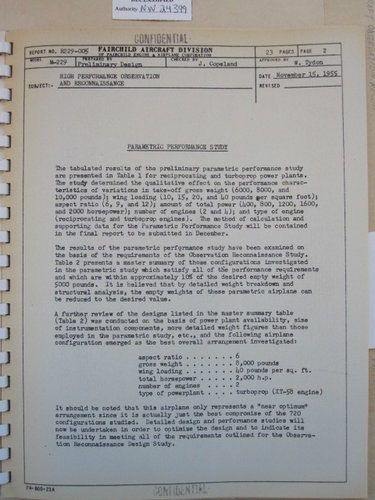 DECLASSIFIED
Authority NW 24399
CONFIDENTIAL
REPORT NO. R229-005
FAIRCHILD AIRCRAFT DIVISION
OF FAIRCHILD ENGINE & AIRPLANE CORPORATION
23 PAGES PAGE 2
MODEL M-229
PREPARED BY Preliminary Design
CHECKED BY J. Copeland
APPROVED BY W. Tydon
SUBJECT:- HIGH PERFORMANCE OBSERVATION
AND RECONNAISSANCE
DATE November 15, 1955
REVISED
PARAMETRIC PERFORMANCE STUDY
The tabulated results of the preliminary parametric performance study
are presented in Table 1 for reciprocating and turboprop power plants.
The study determined the qualitative effect on the performance charac-
teristics of variations in take-off gross weight (6000, 8000, and
10,000 pounds); wing loading (10, 15, 20, and 40 pounds per square foot);
aspect ratio (6, 9, and 12); amount of total power (400, 800, 1200, 1600,
and 2000 horsepower); number of engines (2 and 4); and type of engine
(reciprocating and turboprop engines). The method of calculation and
supporting data for the Parametric Performance Study will be contained
in the final report to be submitted in December.
The results of the parametric performance study have been examined on
the basis of the requirements of the Observation Reconnaissance Study.
Table 2 presents a master summary of those configurations investigated
in the parametric study which satisfy all of the performance requirements
and which are within approximately 10% of the desired empty weight of
5000 pounds. It is believed that by detailed weight breakdown and
structural analysis, the empty weights of these parametric airplanes can
be reduced to the desired value.
A further review of the designs listed in the master summary table
(Table 2) was conducted on the basis of power plant availability, size
of instrumentation components, more detailed weight figures than those
employed in the parametric study, etc., and the following airplane
configuration emerged as the best overall arrangement investigated:
aspect ratio . . . . . . . 6
gross weight . . . . . . . 8,000 pounds
wing loading . . . . . . . 40 pounds per sq. ft.
total horsepower . . . . . 2,000 h.p.
number of engines . . . . . 2
type of powerplant . . . . turboprop (XT-58 engine)
It should be noted that this airplane only represents a "near optimum"
arrangement since it is actually just the best compromise of the 720
configurations studied. Detailed design and performance studies will
now be undertaken in order to optimize the design and to indicate its
feasibility in meeting all of the requirements outlined for the Observa-
tion Reconnaissance Design Study.
FA-800-21A
CONFIDENTIAL